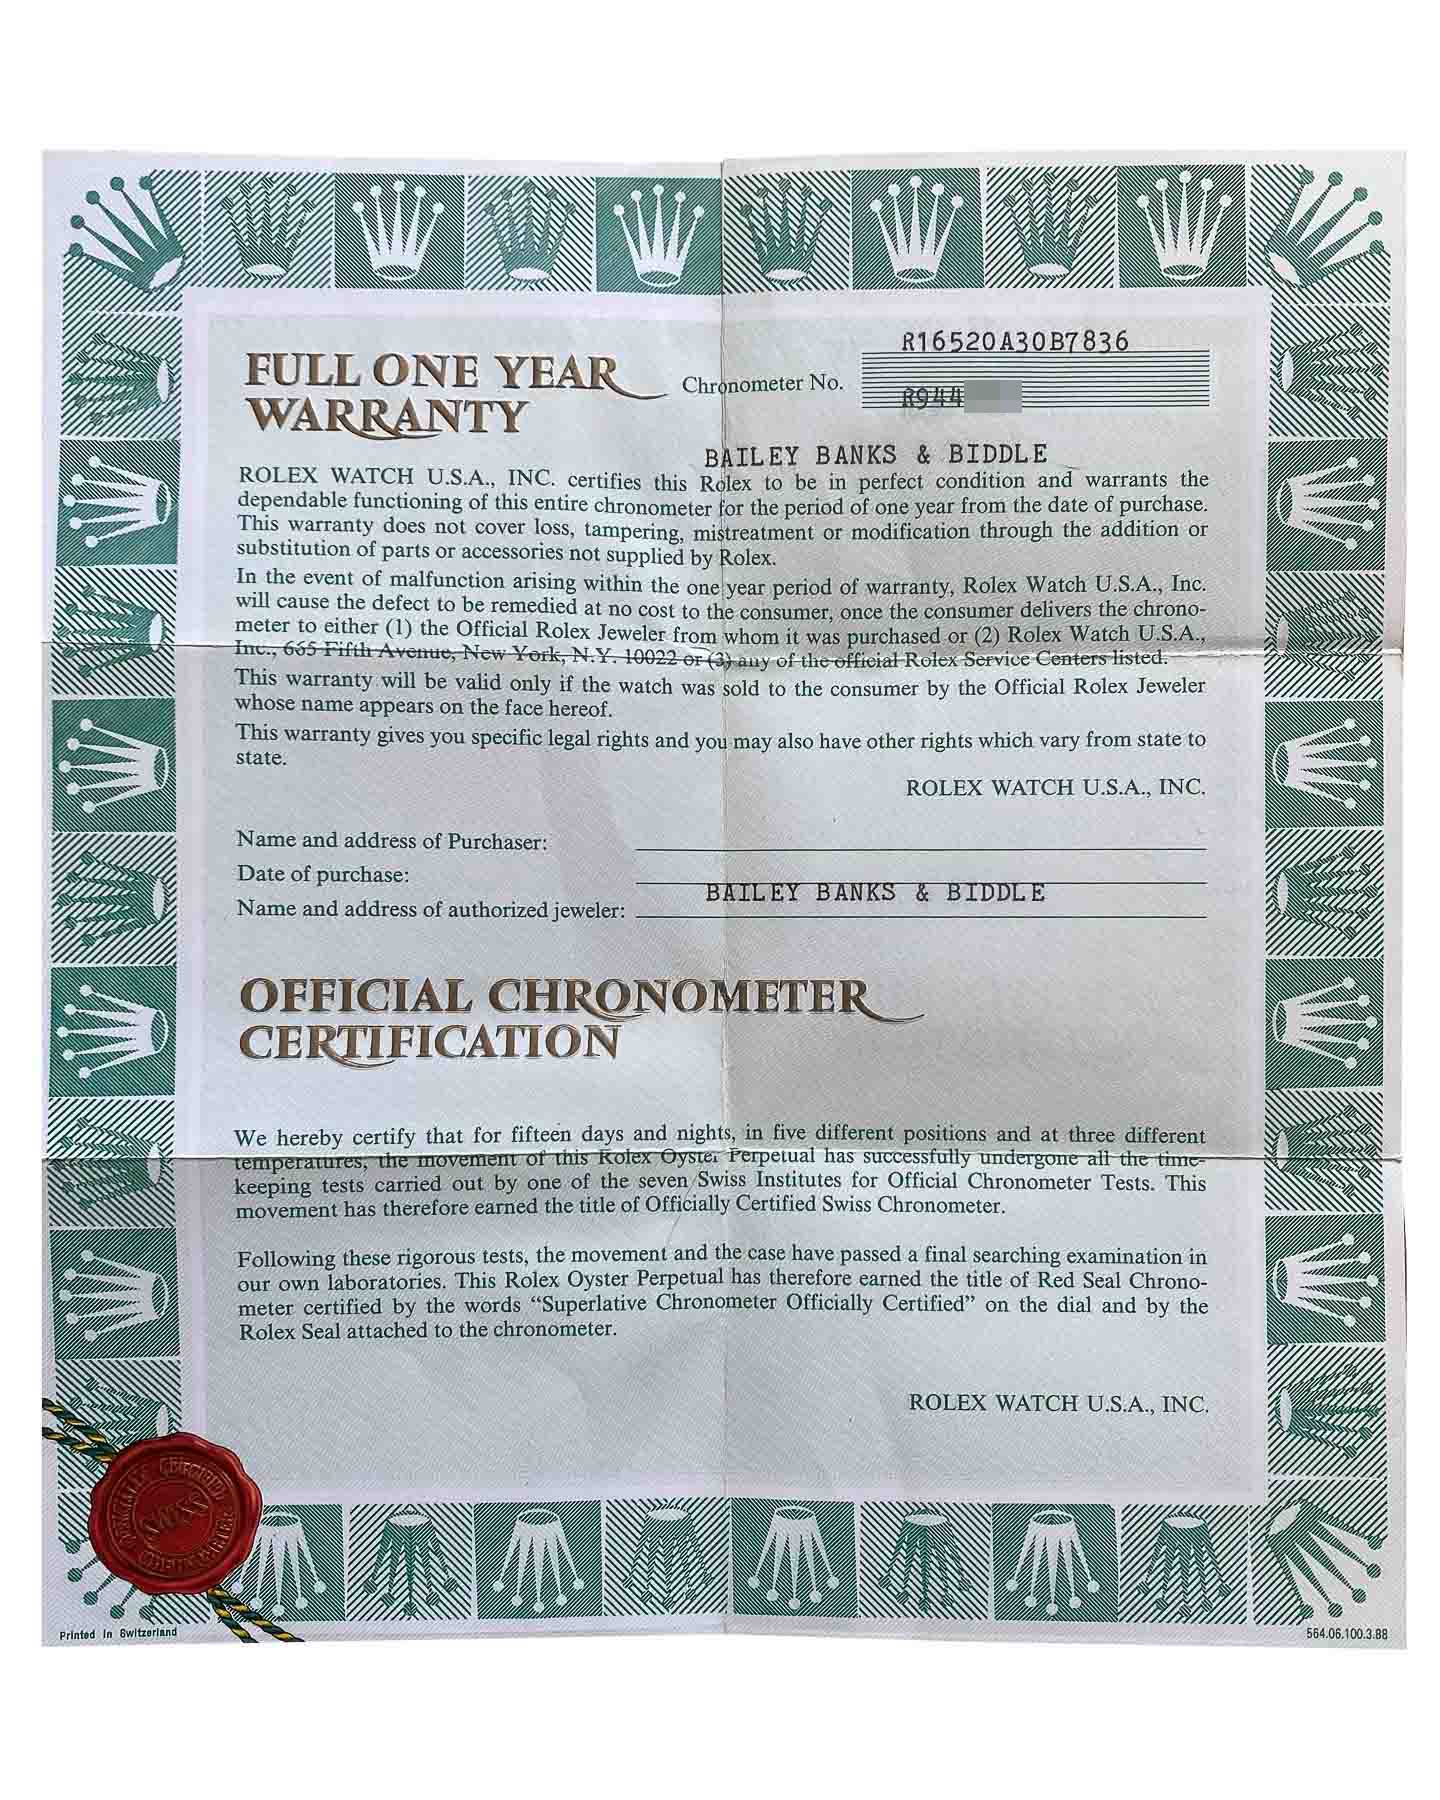 R16520A30B7836
FULL ONE YEAR
WARRANTY
Chronometer No.
R944
BAILEY BANKS & BIDDLE
ROLEX WATCH U.S.A., INC. certifies this Rolex to be in perfect condition and warrants the
dependable functioning of this entire chronometer for the period of one year from the date of purchase.
This warranty does not cover loss, tampering, mistreatment or modification through the addition or
substitution of parts or accessories not supplied by Rolex.
In the event of malfunction arising within the one year period of warranty, Rolex Watch U.S.A., Inc.
will cause the defect to be remedied at no cost to the consumer, once the consumer delivers the chrono-
meter to either (1) the Official Rolex Jeweler from whom it was purchased or (2) Rolex Watch U.S.A.,
Inc., 665 Fifth Avenue, New York, N.Y. 10022 or (3) any of the official Rolex Service Centers listed.
This warranty will be valid only if the watch was sold to the consumer by the Official Rolex Jeweler
whose name appears on the face hereof.
This warranty gives you specific legal rights and you may also have other rights which vary from state to
state.
ROLEX WATCH U.S.A., INC.
Name and address of Purchaser:
Date of purchase:
BAILEY BANKS & BIDDLE
Name and address of authorized jeweler:
OFFICIAL CHRONOMETER
CERTIFICATION
We hereby certify that for fifteen days and nights, in five different positions and at three different
temperatures, the movement of this Rolex Oyster Perpetual has successfully undergone all the time-
keeping tests carried out by one of the seven Swiss Institutes for Official Chronometer Tests. This
movement has therefore earned the title of Officially Certified Swiss Chronometer.
Following these rigorous tests, the movement and the case have passed a final searching examination in
our own laboratories. This Rolex Oyster Perpetual has therefore earned the title of Red Seal Chrono-
meter certified by the words “Superlative Chronometer Officially Certified” on the dial and by the
Rolex Seal attached to the chronometer.
ROLEX WATCH U.S.A., INC.
OFFICIALLY CERTIFIED
SWISS
CHRONOMETER
Printed in Switzerland
564.06.100.3.88